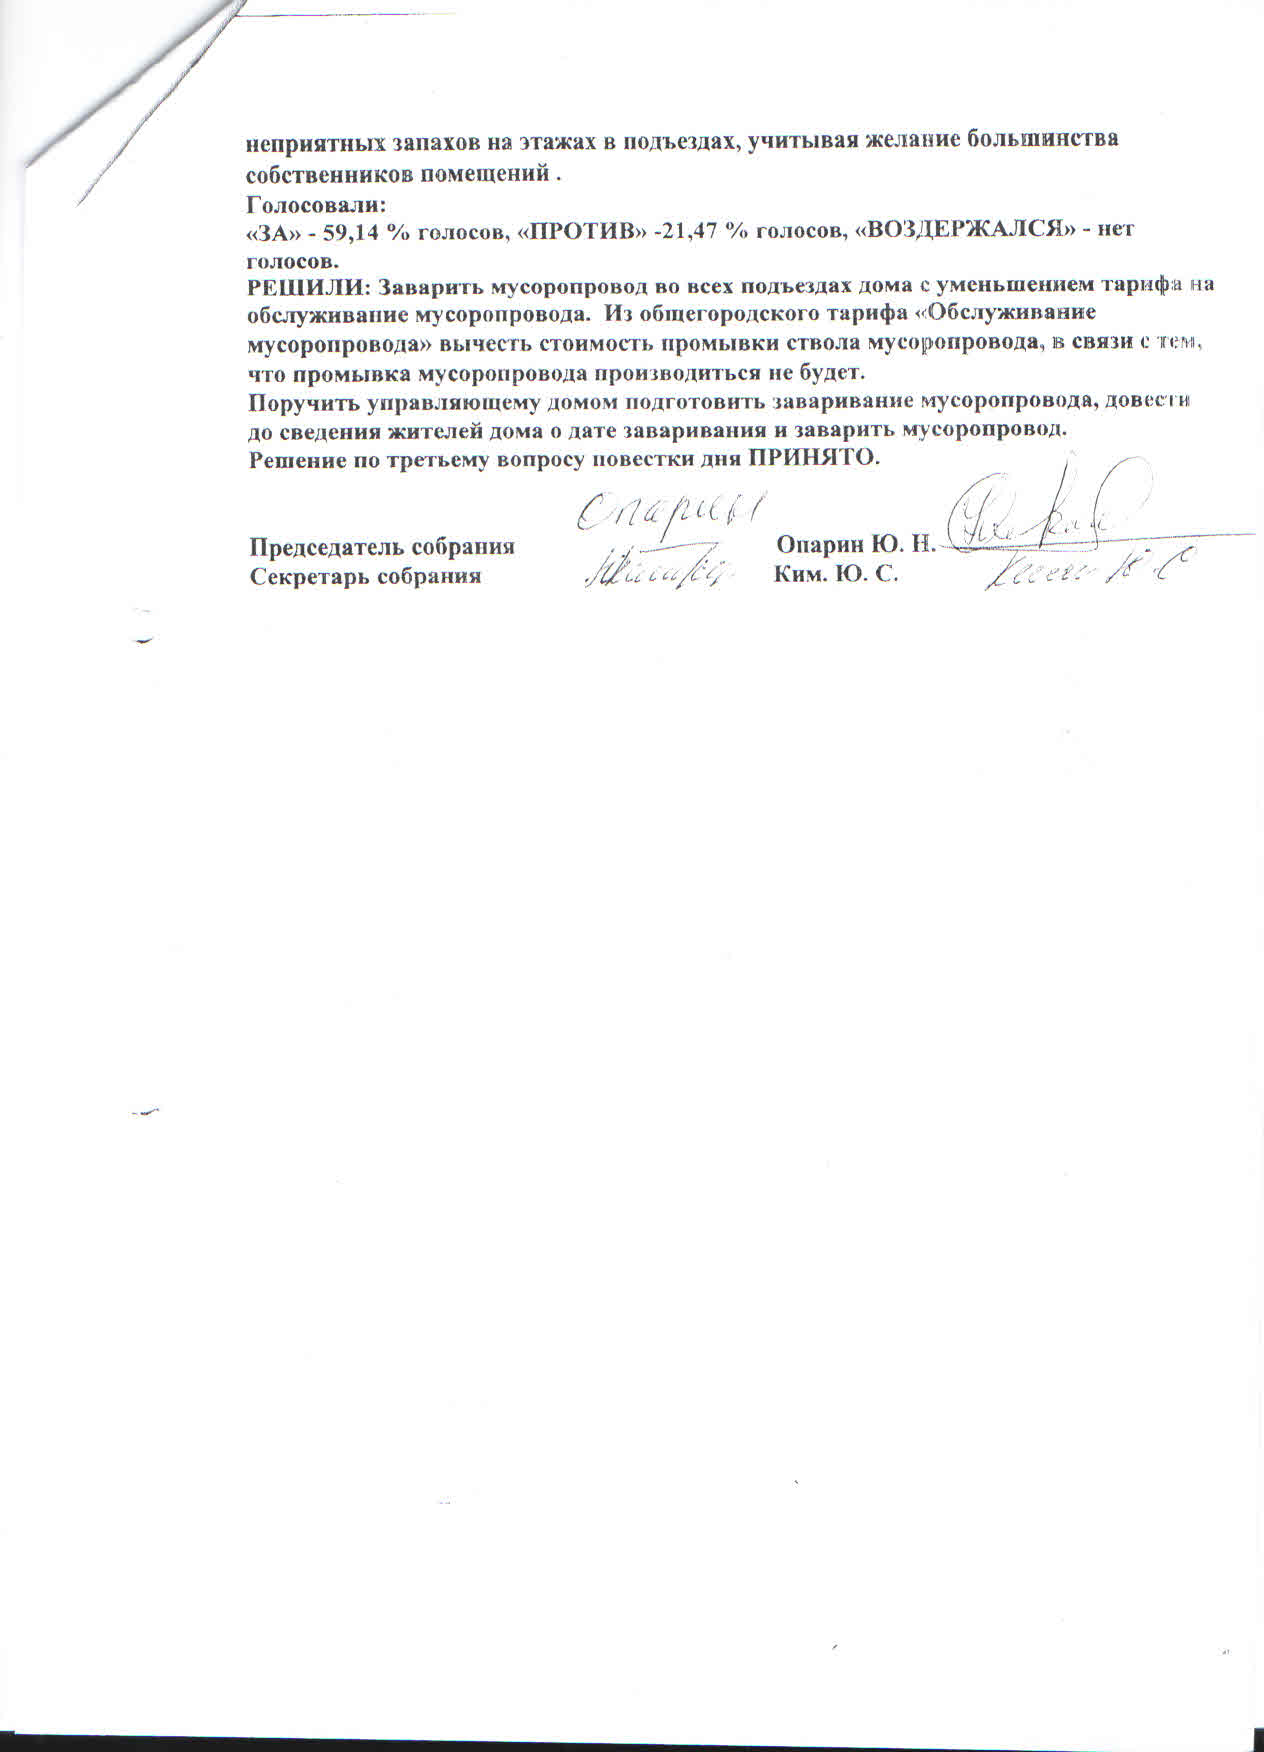 неприятных запахов на этажах в подъездах, учитывая желание большинства
собственников помещений .
Голосовали:
«ЗА» - 59,14 % голосов, «ПРОТИВ» -21,47 % голосов, «ВОЗДЕРЖАЛСЯ» - нет
голосов.
РЕШИЛИ: Заварить мусоропровод во всех подъездах дома с уменьшением тарифа на
обслуживание мусоропровода. Из общегородского тарифа «Обслуживание
мусоропровода» вычесть стоимость промывки ствола мусоропровода, в связи с тем,
что промывка мусоропровода производиться не будет.
Поручить управляющему домом подготовить заваривание мусоропровода, довести
до сведения жителей дома о дате заваривания и заварить мусоропровод.
Решение по третьему вопросу повестки дня ПРИНЯТО.
Опарин
Председатель собрания Опарин Ю. Н.
Секретарь собрания Ким. Ю. С.